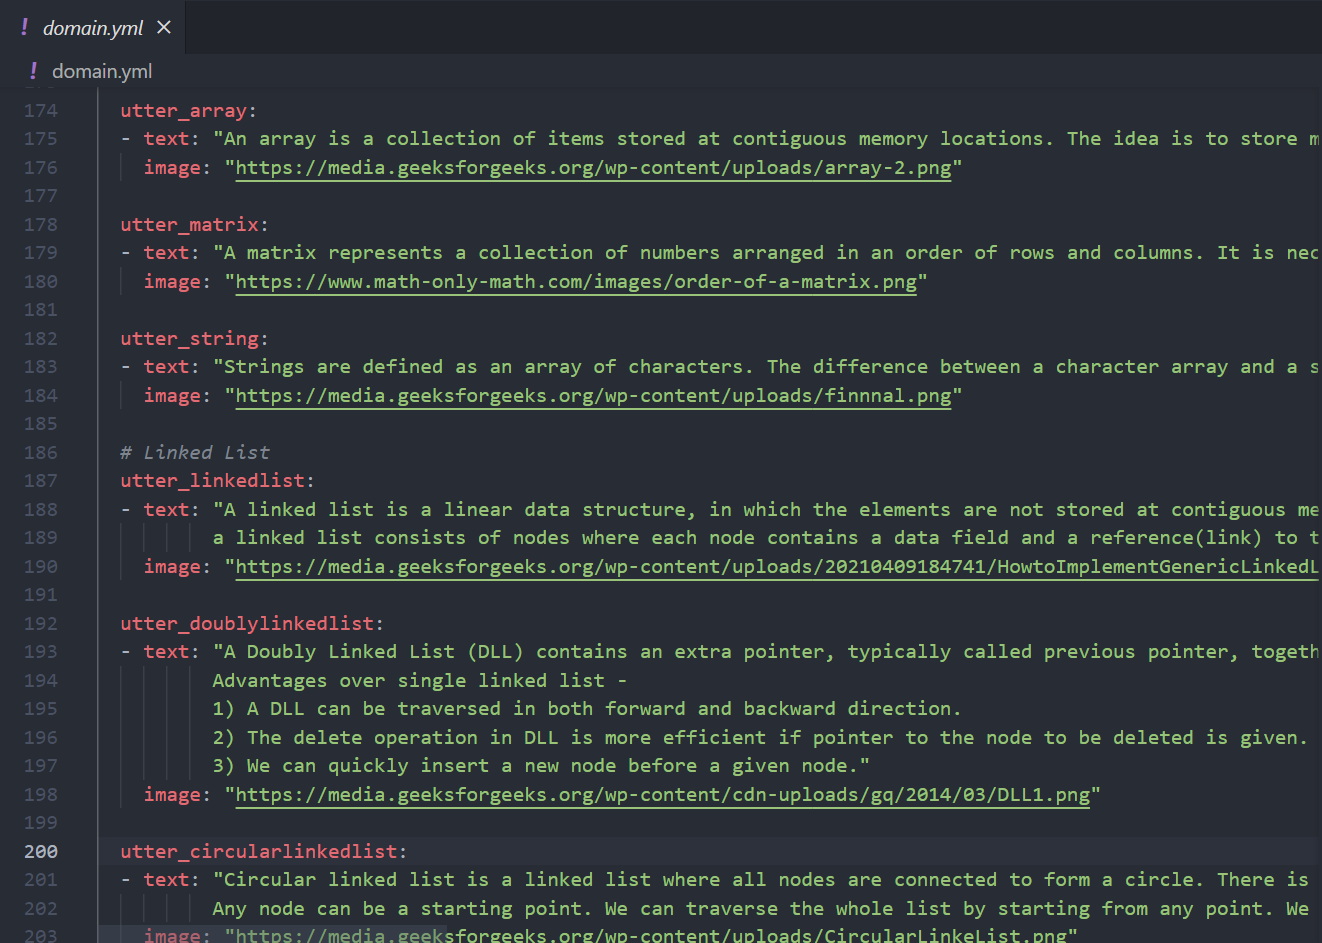 ! domain.yml ×
! domain.yml
174 utter_array:
175 - text: "An array is a collection of items stored at contiguous memory locations. The idea is to store
176 image: "https://media.geeksforgeeks.org/wp-content/uploads/array-2.png"
177
178 utter_matrix:
179 - text: "A matrix represents a collection of numbers arranged in an order of rows and columns. It is nec
180 image: "https://www.math-only-math.com/images/order-of-a-matrix.png"
181
182 utter_string:
183 - text: "Strings are defined as an array of characters. The difference between a character array and a s
184 image: "https://media.geeksforgeeks.org/wp-content/uploads/finnnal.png"
185
186 # Linked List
187 utter_linkedlist:
188 - text: "A linked list is a linear data structure, in which the elements are not stored at contiguous me
189 a linked list consists of nodes where each node contains a data field and a reference(link) to t
190 image: "https://media.geeksforgeeks.org/wp-content/uploads/20210409184741/HowtoImplementGenericLinkedL
191
192 utter_doublylinkedlist:
193 - text: "A Doubly Linked List (DLL) contains an extra pointer, typically called previous pointer, togeth
194 Advantages over single linked list -
195 1) A DLL can be traversed in both forward and backward direction.
196 2) The delete operation in DLL is more efficient if pointer to the node to be deleted is given.
197 3) We can quickly insert a new node before a given node."
198 image: "https://media.geeksforgeeks.org/wp-content/cdn-uploads/gq/2014/03/DLL1.png"
199
200 utter_circularlinkedlist:
201 - text: "Circular linked list is a linked list where all nodes are connected to form a circle. There is
202 Any node can be a starting point. We can traverse the whole list by starting from any point. We
203 image: "https://media.geeksforgeeks.org/wp-content/uploads/CircularLinkeList.png"